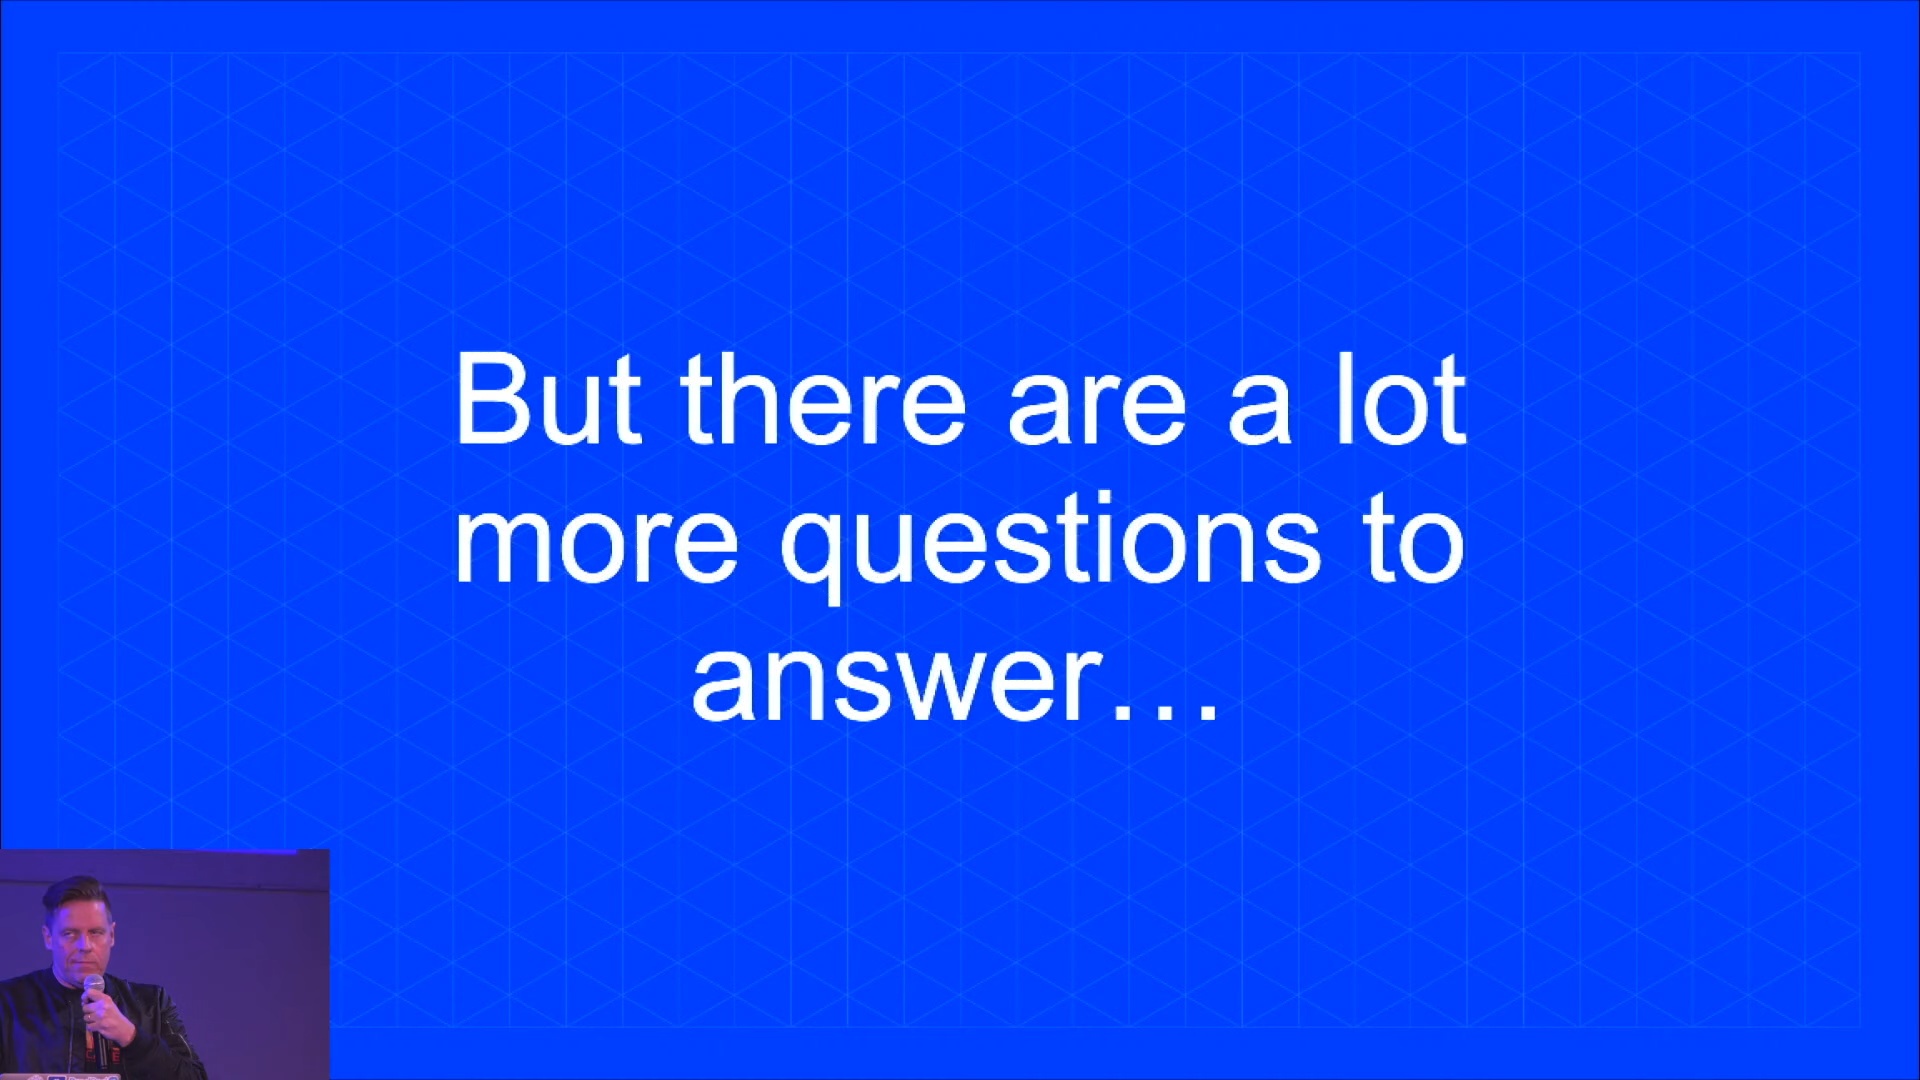 But there are a lot
more questions to
answer…